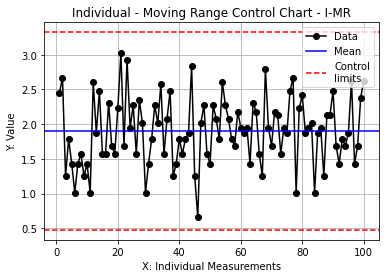 Individual - Moving Range Control Chart - I-MR
Data
Mean
Control
limits
Y: Value
3.0
2.5
2.0
1.5
1.0
0.5
0
20
40
60
80
100
X: Individual Measurements